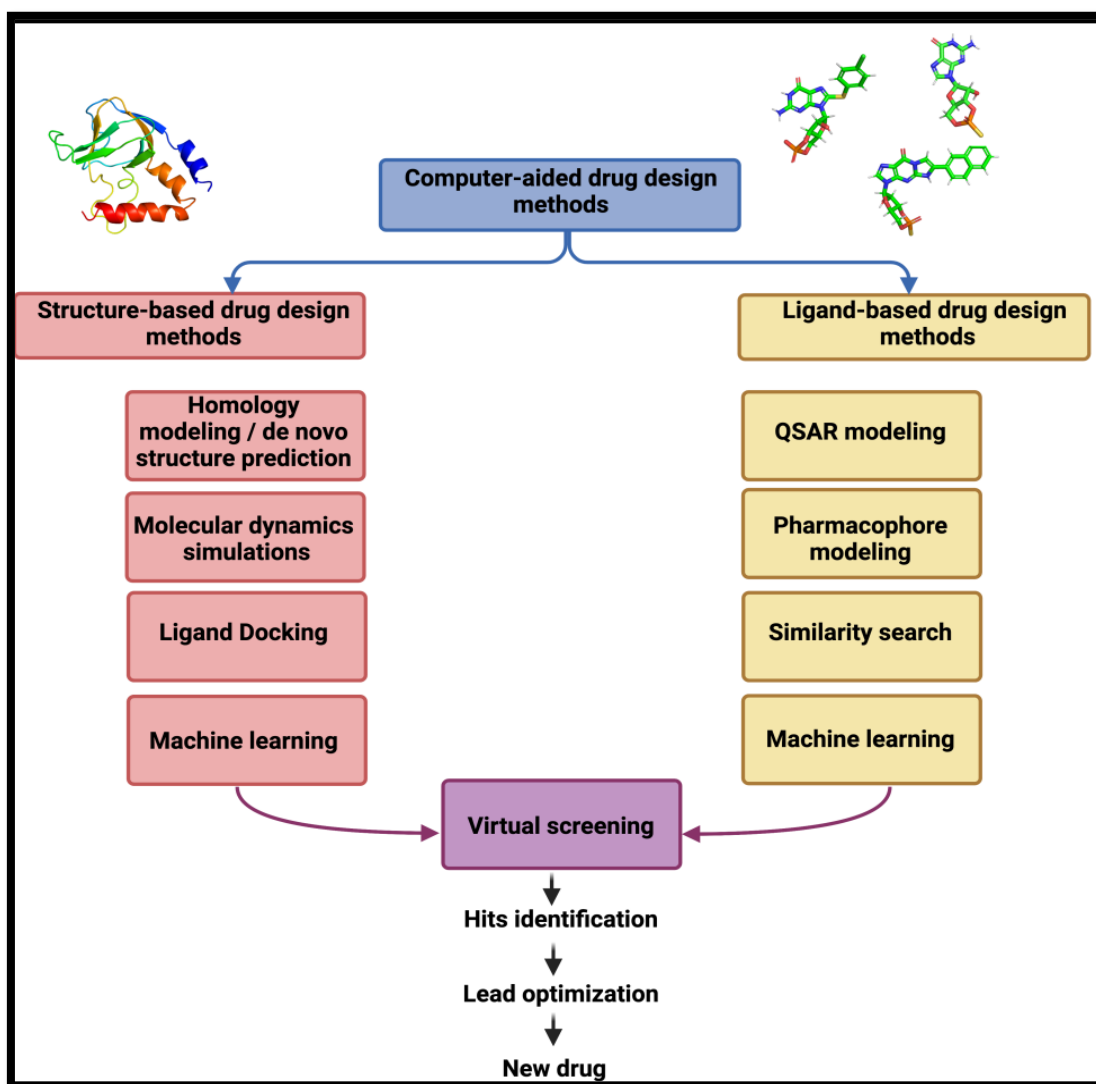 Computer-aided drug design
methods
Structure-based drug design
methods
Homology
modeling / de novo
structure prediction
Molecular dynamics
simulations
Ligand Docking
Machine learning
Ligand-based drug design
methods
QSAR modeling
Pharmacophore
modeling
Similarity search
Machine learning
Virtual screening
Hits identification
Lead optimization
New drug